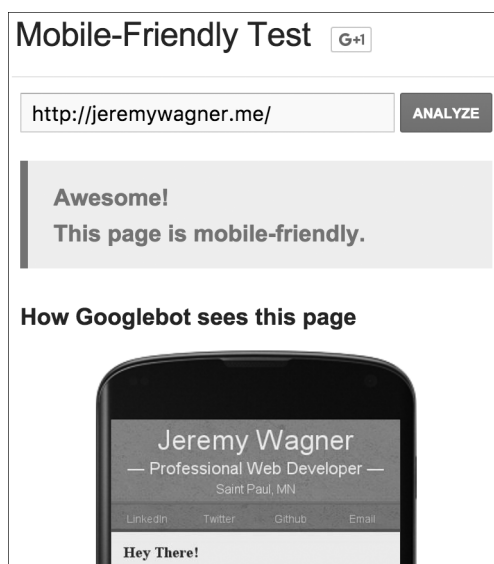 Mobile-Friendly Test G+1
http://jeremywagner.me/ ANALYZE
Awesome!
This page is mobile-friendly.
How Googlebot sees this page
Jeremy Wagner
— Professional Web Developer —
Saint Paul, MN
LinkedIn Twitter Github Email
Hey There!